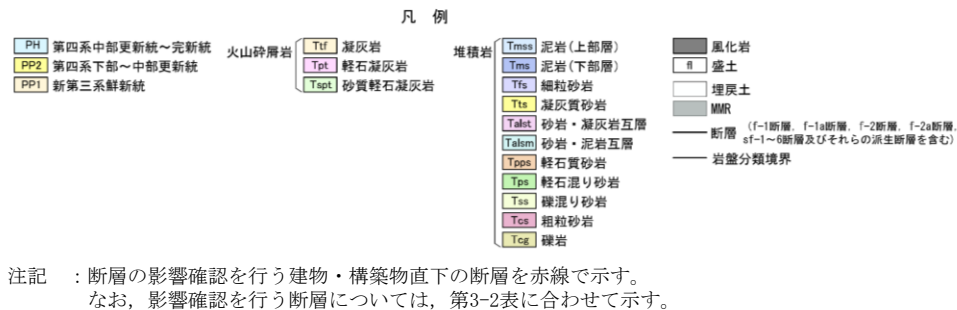 凡 例
PH 第四系中部更新統～完新統
PP2 第四系下部～中部更新統
PP1 新第三系鮮新統
火山砕屑岩
Ttf 凝灰岩
Tpt 軽石凝灰岩
Tspt 砂質軽石凝灰岩
堆積岩
Tmss 泥岩(上部層)
Tms 泥岩(下部層)
Tfs 細粒砂岩
Tts 凝灰質砂岩
Talst 砂岩・凝灰岩互層
Talsm 砂岩・泥岩互層
Tpps 軽石質砂岩
Tps 軽石混り砂岩
Tss 礫混り砂岩
Tcs 粗粒砂岩
Tcg 礫岩
風化岩
fl 盛土
埋戻土
MMR
断層 (f-1断層, f-1a断層, f-2断層, f-2a断層,
sf-1～6断層及びそれらの派生断層を含む)
岩盤分類境界
注記 ：断層の影響確認を行う建物・構築物直下の断層を赤線で示す。
なお，影響確認を行う断層については，第3-2表に合わせて示す。